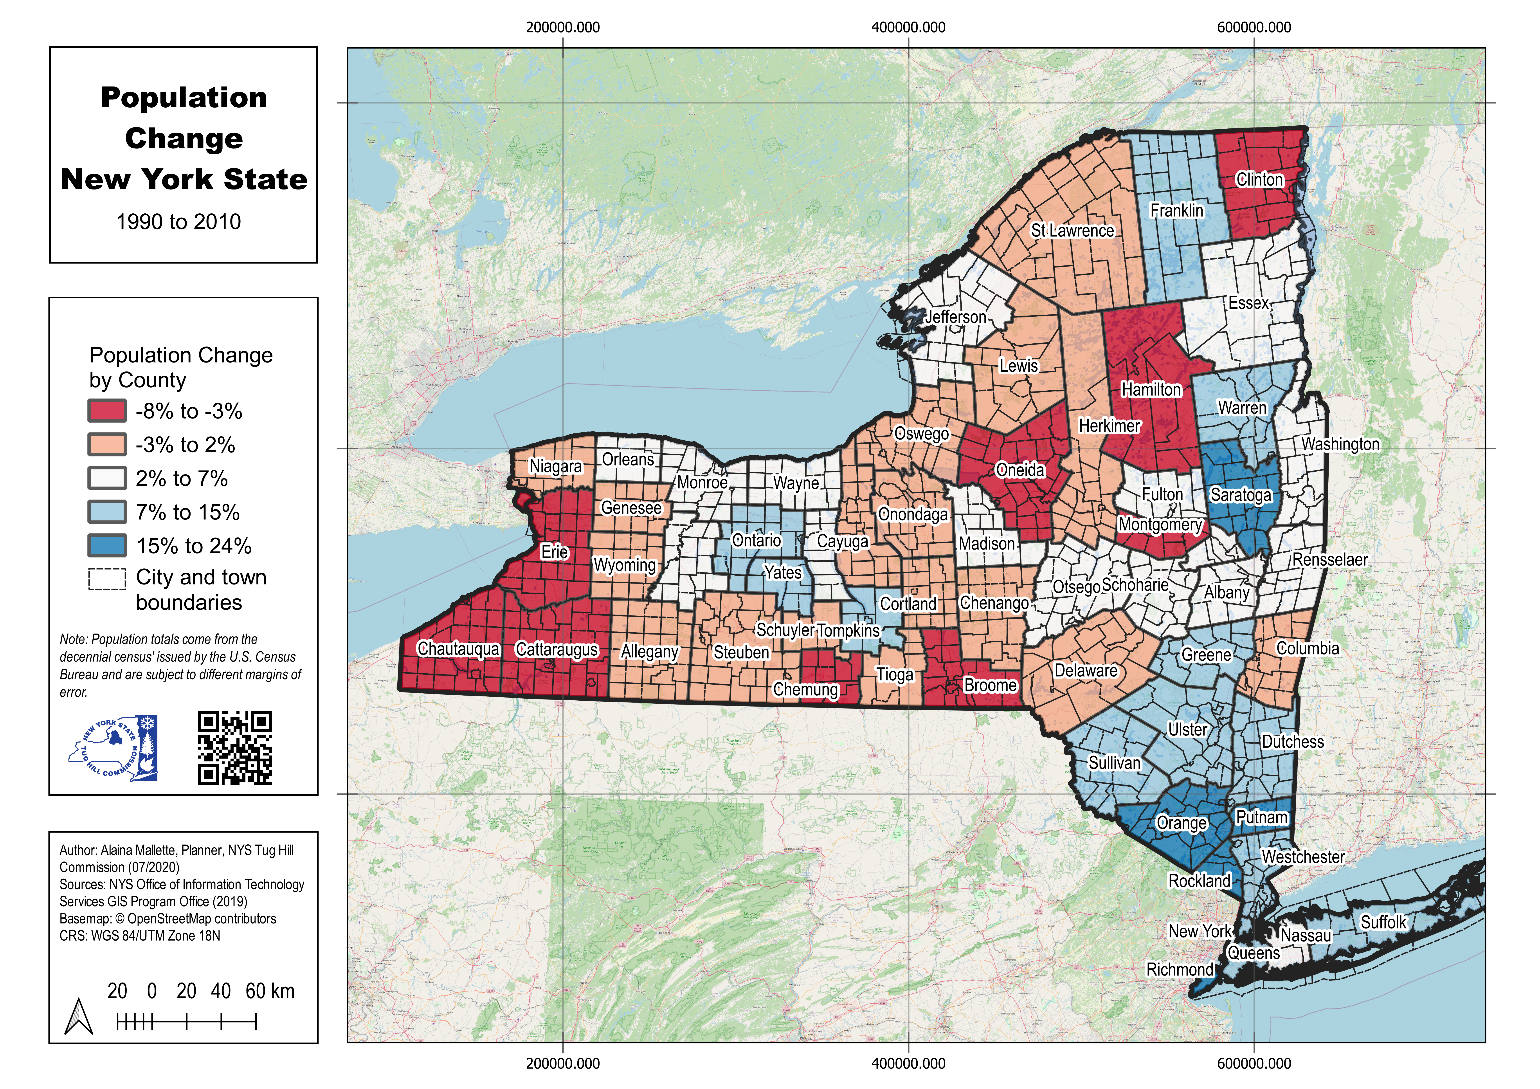 200000.000 400000.000 600000.000
Population
Change
New York State
1990 to 2010
Population Change
by County
-8% to -3%
-3% to 2%
2% to 7%
7% to 15%
15% to 24%
City and town
boundaries
Note: Population totals come from the
decennial census' issued by the U.S. Census
Bureau and are subject to different margins of
error.
NEW YORK STATE
TUG HILL COMMISSION
Author: Alaina Mallette, Planner, NYS Tug Hill
Commission (07/2020)
Sources: NYS Office of Information Technology
Services GIS Program Office (2019)
Basemap: © OpenStreetMap contributors
CRS: WGS 84/UTM Zone 18N
20 0 20 40 60 km
Clinton
Franklin
St Lawrence
Essex
Jefferson
Lewis
Hamilton
Warren
Herkimer
Oswego
Washington
Orleans
Niagara
Oneida
Monroe
Wayne
Fulton
Saratoga
Genesee
Onondaga
Montgomery
Ontario
Cayuga
Madison
Erie
Rensselaer
Wyoming
Yates
Otsego
Schoharie
Albany
Cortland
Chenango
Schuyler
Tompkins
Chautauqua
Cattaraugus
Allegany
Steuben
Greene
Columbia
Tioga
Delaware
Chemung
Broome
Ulster
Dutchess
Sullivan
Orange
Putnam
Westchester
Rockland
Suffolk
New York
Nassau
Queens
Richmond
200000.000 400000.000 600000.000